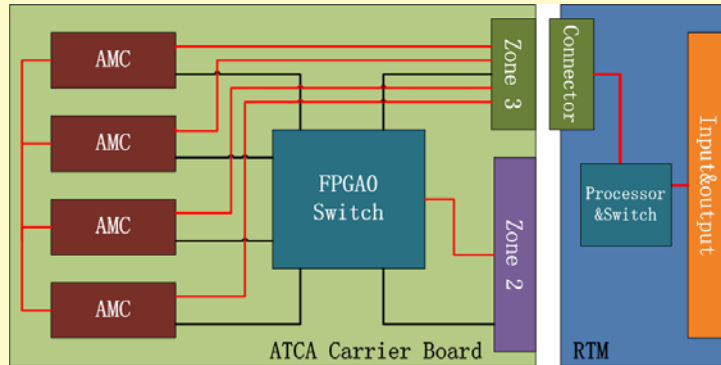 AMC
AMC
AMC
AMC
FPGA0
Switch
Zone 3
Zone 2
ATCA Carrier Board
Connector
Processor
&Switch
Input&output
RTM